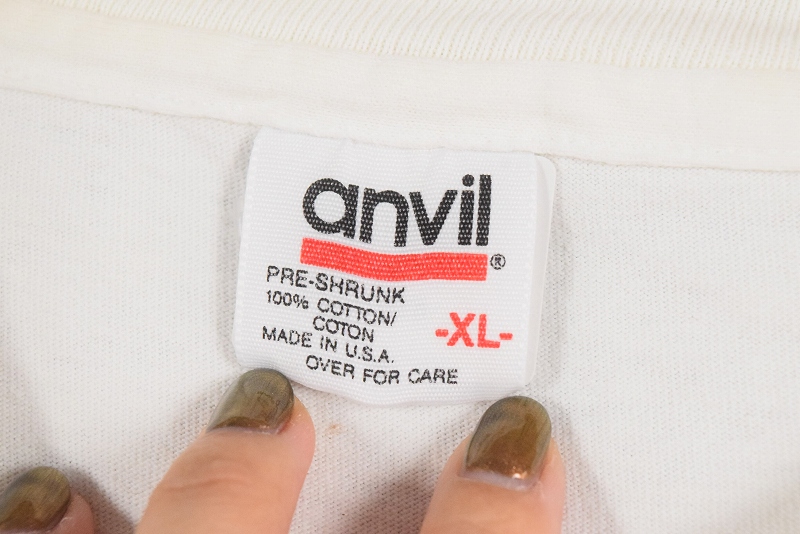 anvil®
PRE-SHRUNK
100% COTTON/
COTON
-XL-
MADE IN U.S.A.
OVER FOR CARE